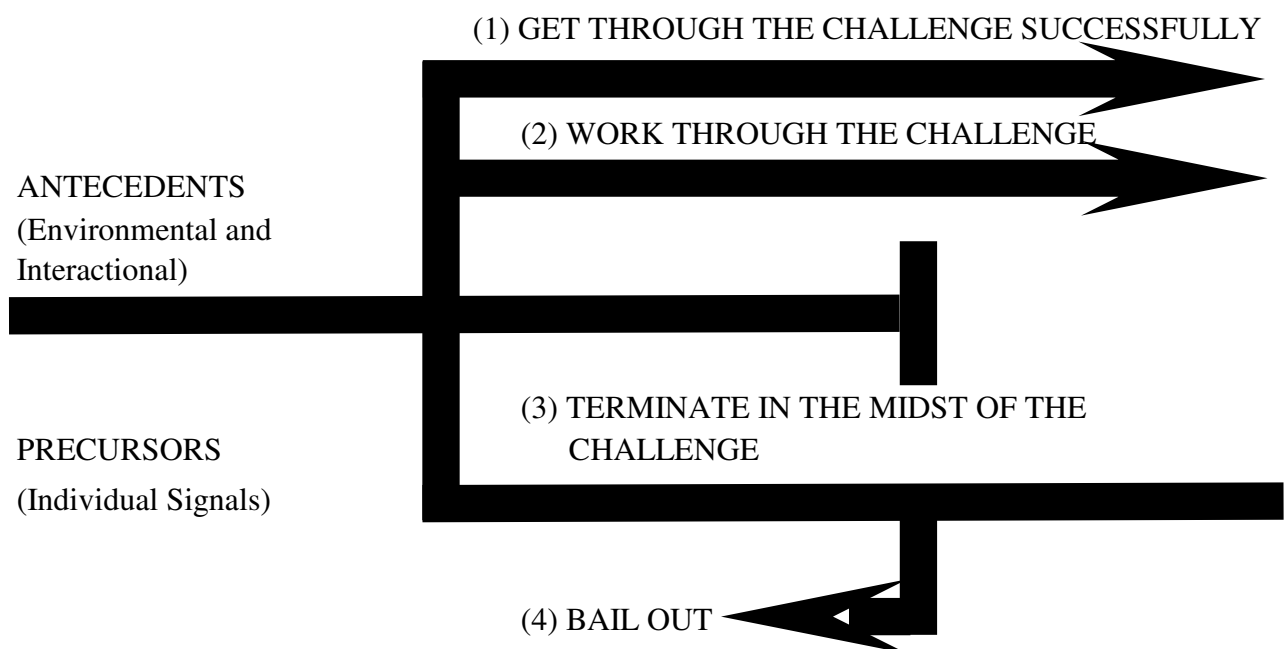 (1) GET THROUGH THE CHALLENGE SUCCESSFULLY
(2) WORK THROUGH THE CHALLENGE
ANTECEDENTS
(Environmental and
Interactional)
(3) TERMINATE IN THE MIDST OF THE
CHALLENGE
PRECURSORS
(Individual Signals)
(4) BAIL OUT